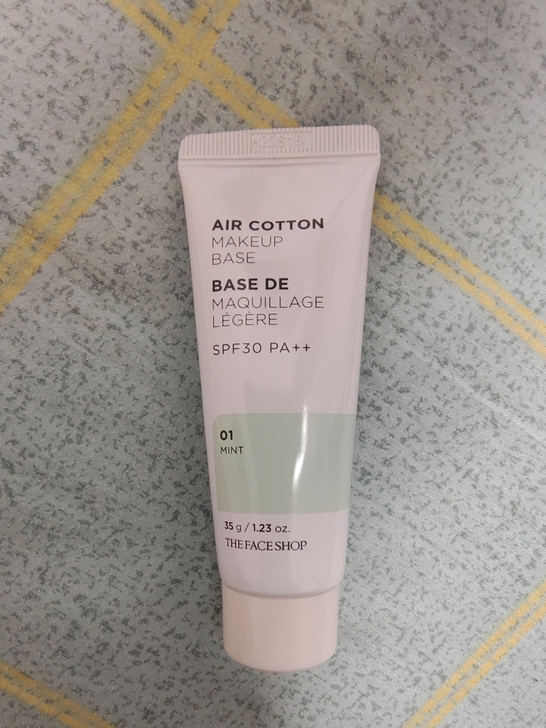 AIR COTTON
MAKEUP
BASE
BASE DE
MAQUILLAGE
LÉGÈRE
SPF30 PA++
01
MINT
35 g / 1.23 oz.
THE FACE SHOP